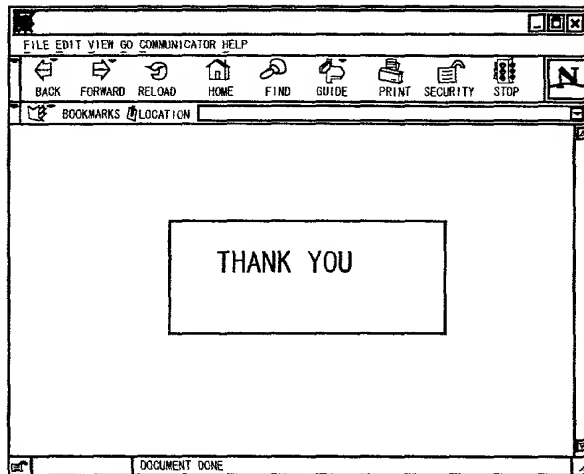 FILE EDIT VIEW GO COMMUNICATOR HELP
BACK FORWARD RELOAD HOME FIND GUIDE PRINT SECURITY STOP
N
BOOKMARKS LOCATION
THANK YOU
DOCUMENT DONE